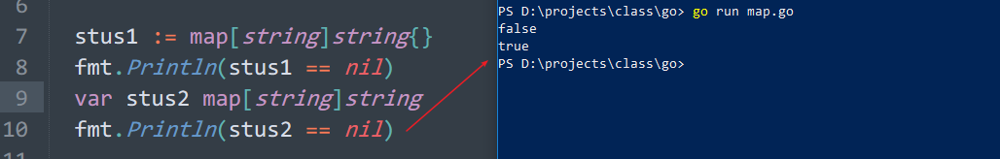 6
7 stus1 := map[string]string{}
8 fmt.Println(stus1 == nil)
9 var stus2 map[string]string
10 fmt.Println(stus2 == nil)
11
PS D:\projects\class\go> go run map.go
false
true
PS D:\projects\class\go>